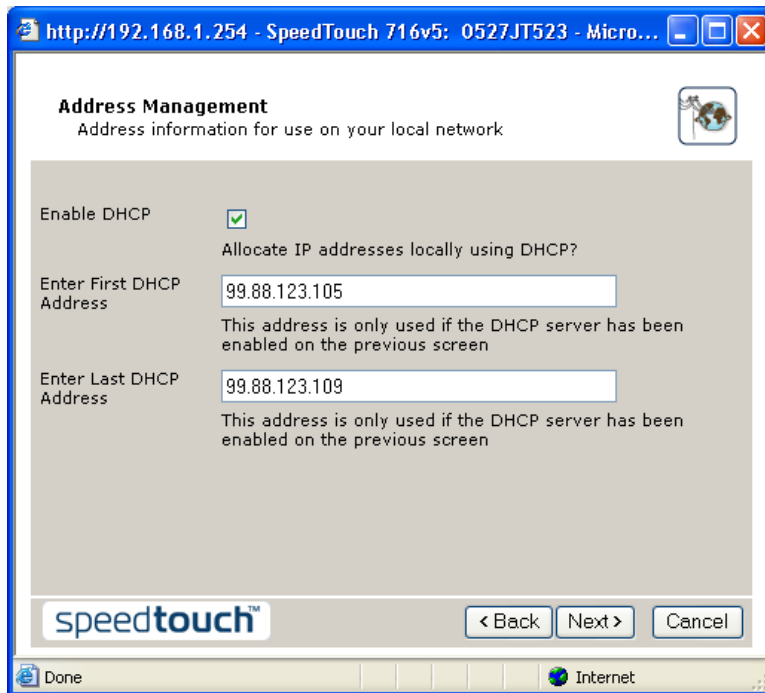 http://192.168.1.254 - SpeedTouch 716v5: 0527JT523 - Micro...
Address Management
Address information for use on your local network
Enable DHCP
Allocate IP addresses locally using DHCP?
Enter First DHCP
Address
99.88.123.105
This address is only used if the DHCP server has been
enabled on the previous screen
Enter Last DHCP
Address
99.88.123.109
This address is only used if the DHCP server has been
enabled on the previous screen
speedtouch™
< Back
Next >
Cancel
Done
Internet